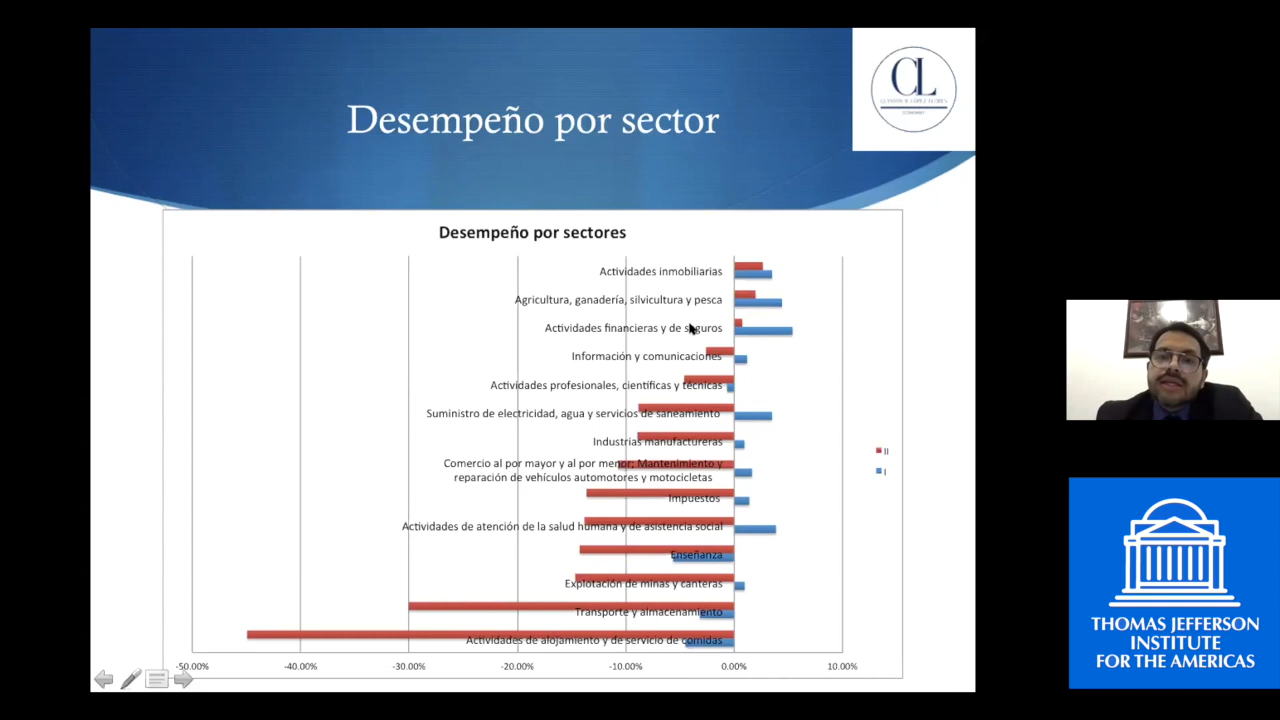 Desempeño por sector
CL
Desempeño por sectores
Actividades inmobiliarias
Agricultura, ganadería, silvicultura y pesca
Actividades financieras y de seguros
Información y comunicaciones
Actividades profesionales, científicas y técnicas
Suministro de electricidad, agua y servicios de saneamiento
Industrias manufactureras
Comercio al por mayor y al por menor; Mantenimiento y
reparación de vehículos automotores y motocicletas
Impuestos
Actividades de atención de la salud humana y de asistencia social
Enseñanza
Explotación de minas y canteras
Transporte y almacenamiento
Actividades de alojamiento y de servicio de comidas
-50.00% -40.00% -30.00% -20.00% -10.00% 0.00% 10.00%
II
I
THOMAS JEFFERSON
INSTITUTE
FOR THE AMERICAS